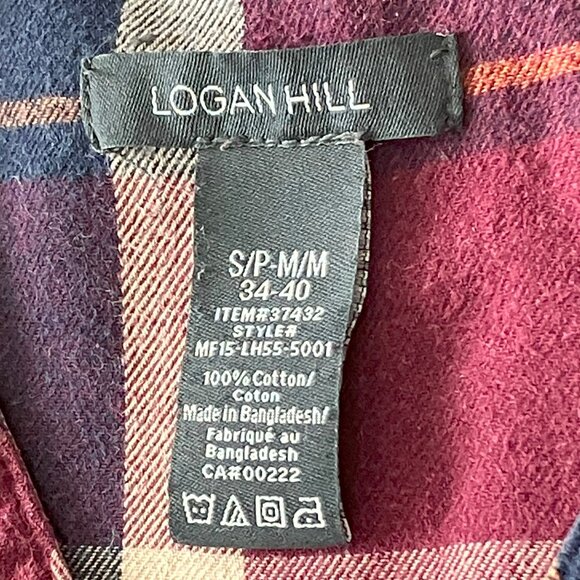 LOGAN HILL
S/P-M/M
34-40
ITEM#37432
STYLE#
MF15-LH55-5001
100% Cotton/
Coton
Made in Bangladesh/
Fabriqué au
Bangladesh
CA#00222